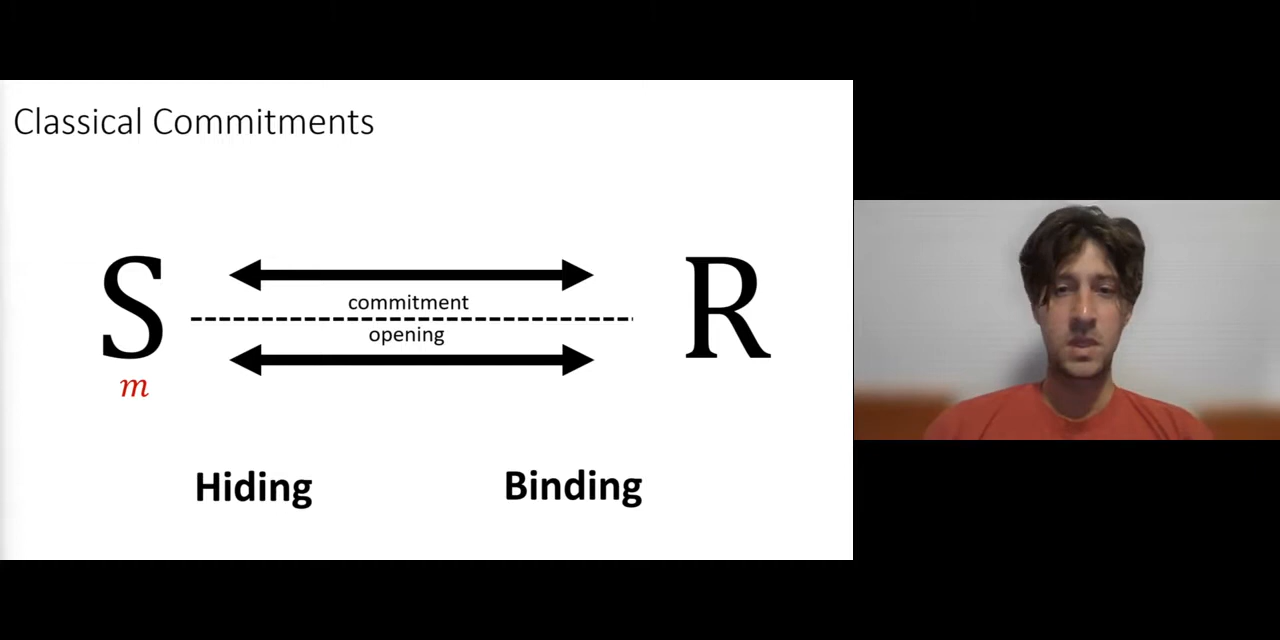 Classical Commitments
S
R
commitment
opening
m
Hiding
Binding